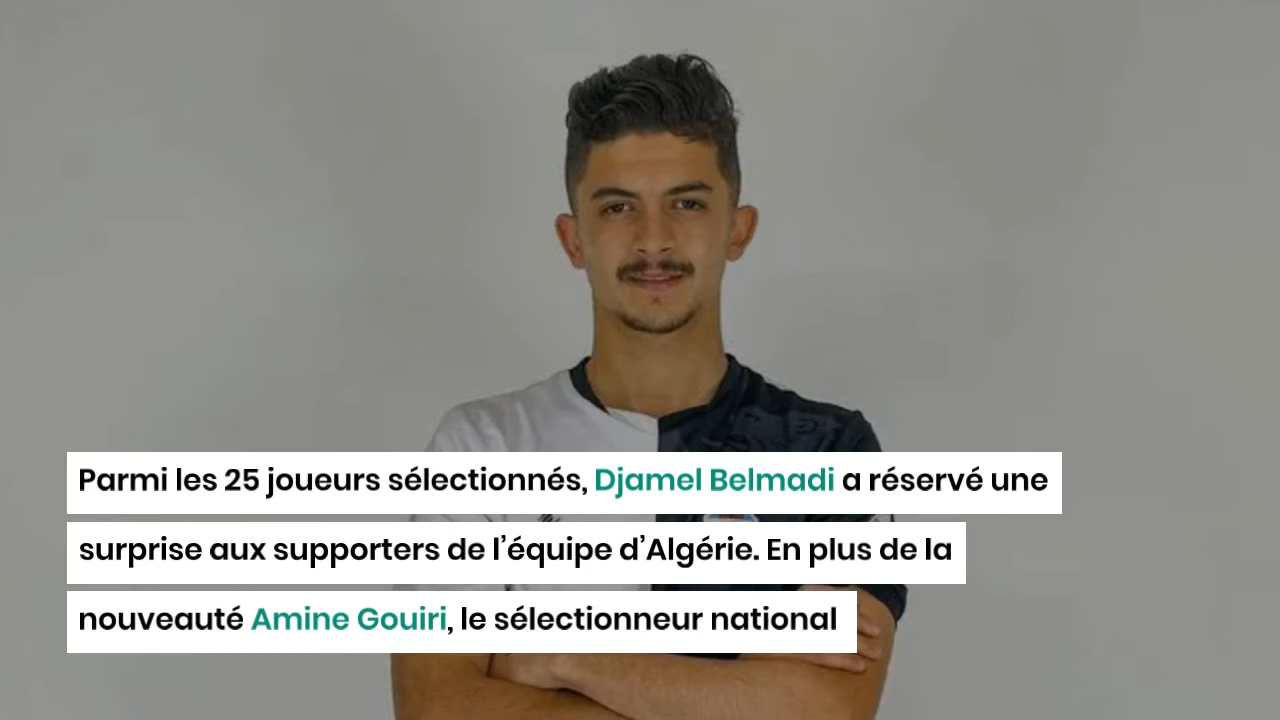 Parmi les 25 joueurs sélectionnés, Djamel Belmadi a réservé une
surprise aux supporters de l’équipe d’Algérie. En plus de la
nouveauté Amine Gouiri, le sélectionneur national